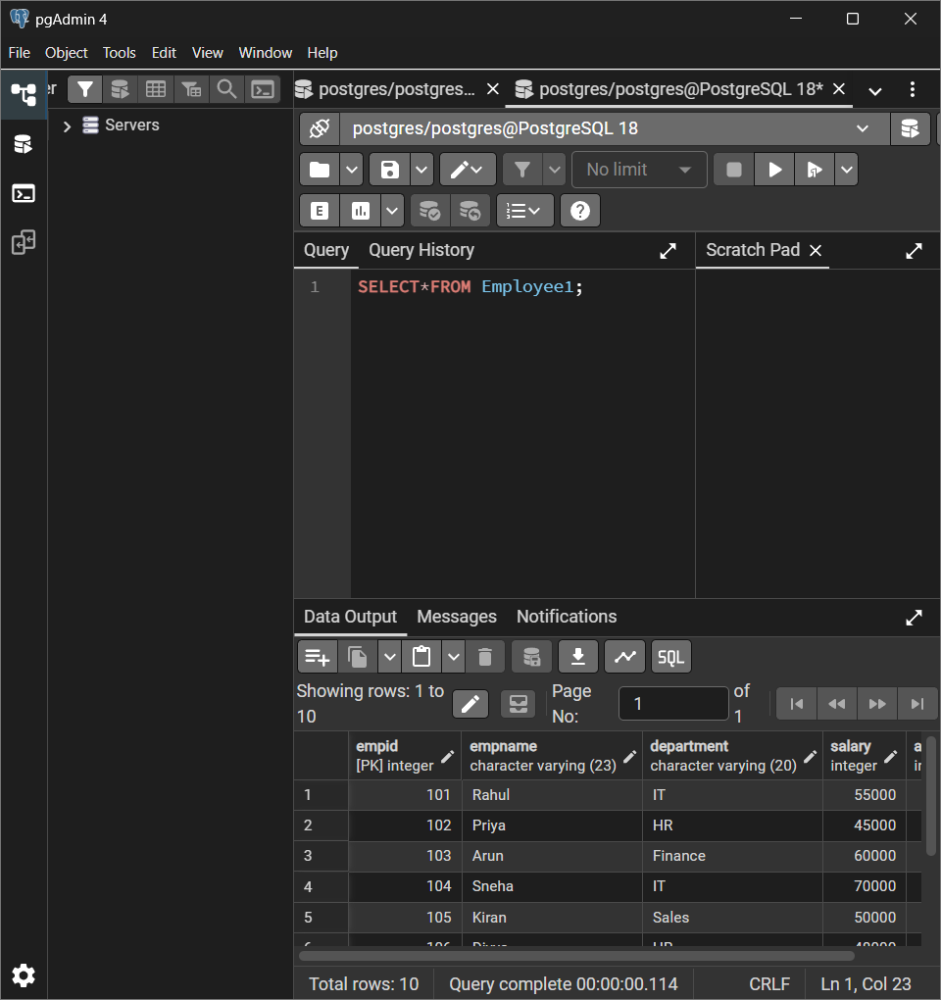 pgAdmin 4
File Object Tools Edit View Window Help
er
postgres/postgres...
postgres/postgres@PostgreSQL 18*
Servers
postgres/postgres@PostgreSQL 18
No limit
E
Query Query History
Scratch Pad
1 SELECT*FROM Employee1;
Data Output Messages Notifications
SQL
Showing rows: 1 to 10
Page No: 1 of 1
empid empname department salary a
[PK] integer character varying (23) character varying (20) integer
1 101 Rahul IT 55000
2 102 Priya HR 45000
3 103 Arun Finance 60000
4 104 Sneha IT 70000
5 105 Kiran Sales 50000
Total rows: 10 Query complete 00:00:00.114 CRLF Ln 1, Col 23